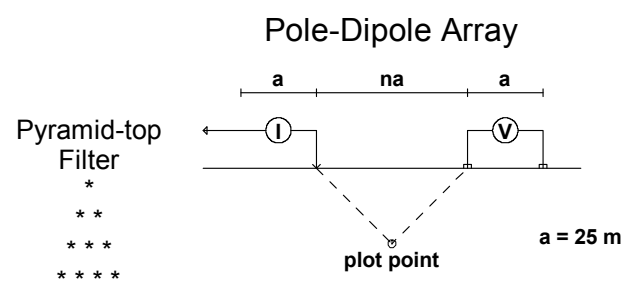 Pole-Dipole Array
a na a
Pyramid-top
Filter
*
* *
* * *
* * * *
I V
plot point
a = 25 m